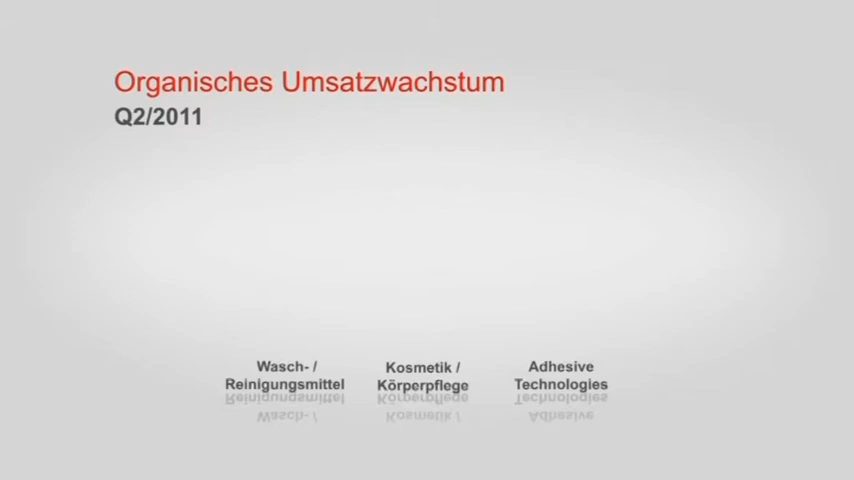 Organisches Umsatzwachstum
Q2/2011
Wasch- /
Reinigungsmittel
Kosmetik /
Körperpflege
Adhesive
Technologies